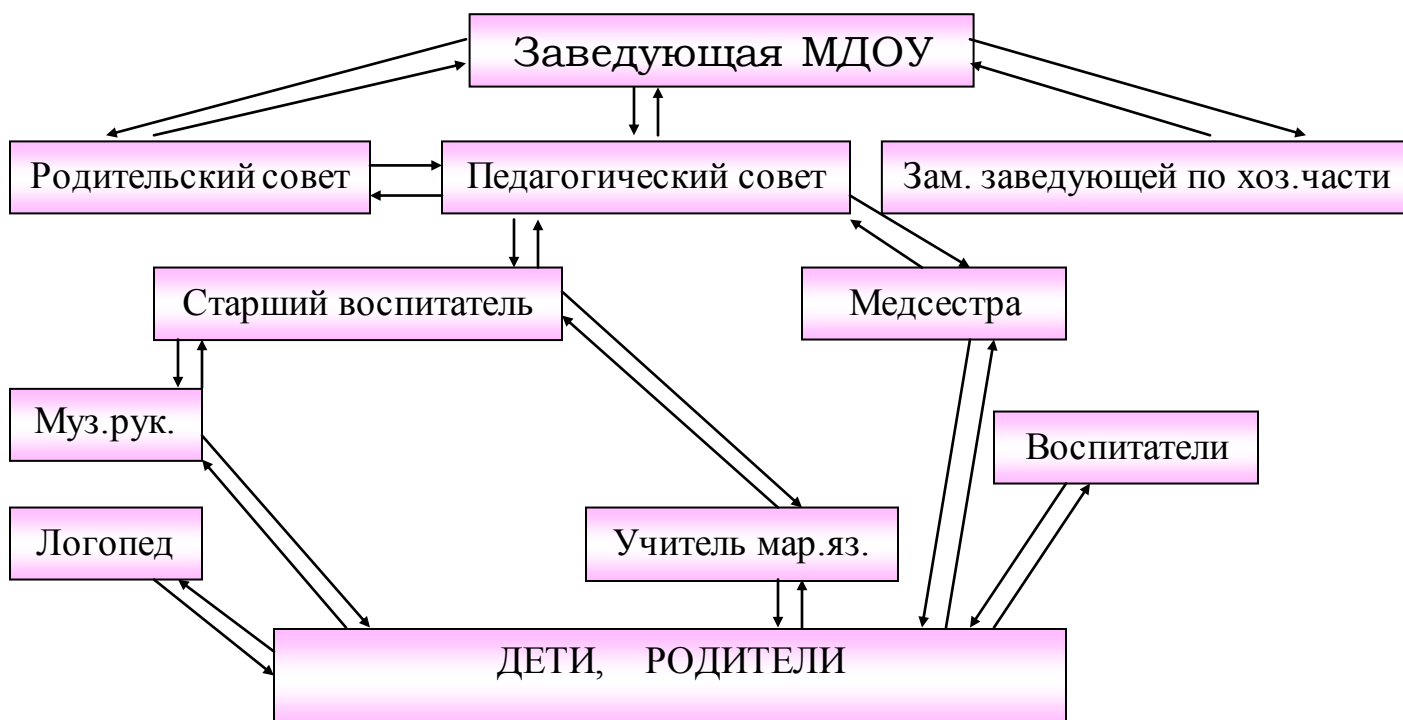 Заведующая МДОУ
Родительский совет
Педагогический совет
Зам. заведующей по хоз.части
Старший воспитатель
Медсестра
Муз.рук.
Воспитатели
Логопед
Учитель мар.яз.
ДЕТИ, РОДИТЕЛИ